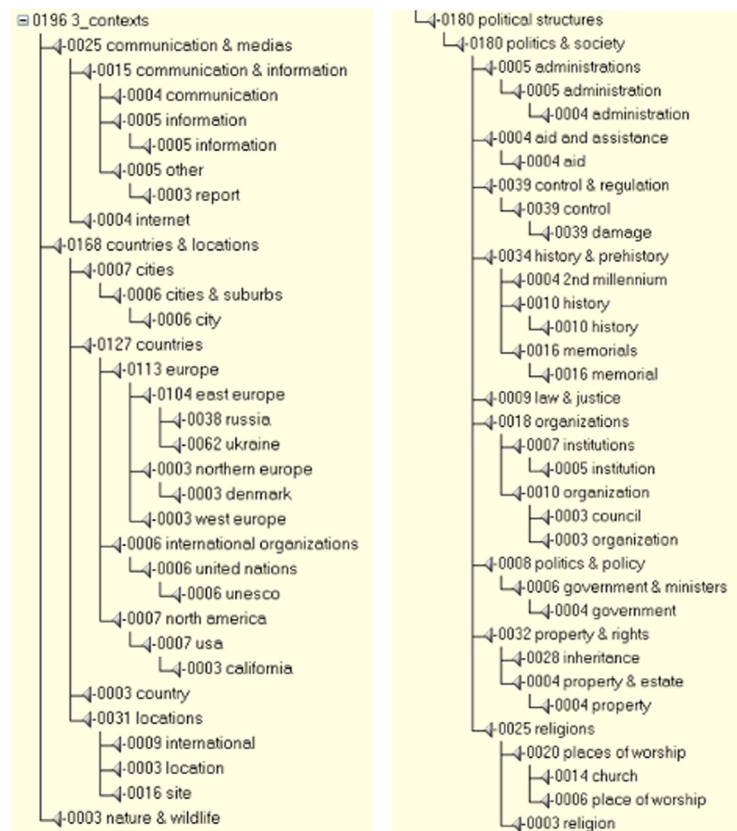 0196 3_contexts
0025 communication & medias
0015 communication & information
0004 communication
0005 information
0005 information
0005 other
0003 report
0004 internet
0168 countries & locations
0007 cities
0006 cities & suburbs
0006 city
0127 countries
0113 europe
0104 east europe
0038 russia
0062 ukraine
0003 northern europe
0003 denmark
0003 west europe
0006 international organizations
0006 united nations
0006 unesco
0007 north america
0007 usa
0003 california
0003 country
0031 locations
0009 international
0003 location
0016 site
0003 nature & wildlife
0180 political structures
0180 politics & society
0005 administrations
0005 administration
0004 administration
0004 aid and assistance
0004 aid
0039 control & regulation
0039 control
0039 damage
0034 history & prehistory
0004 2nd millennium
0010 history
0010 history
0016 memorials
0016 memorial
0009 law & justice
0018 organizations
0007 institutions
0005 institution
0010 organization
0003 council
0003 organization
0008 politics & policy
0006 government & ministers
0004 government
0032 property & rights
0028 inheritance
0004 property & estate
0004 property
0025 religions
0020 places of worship
0014 church
0006 place of worship
0003 religion